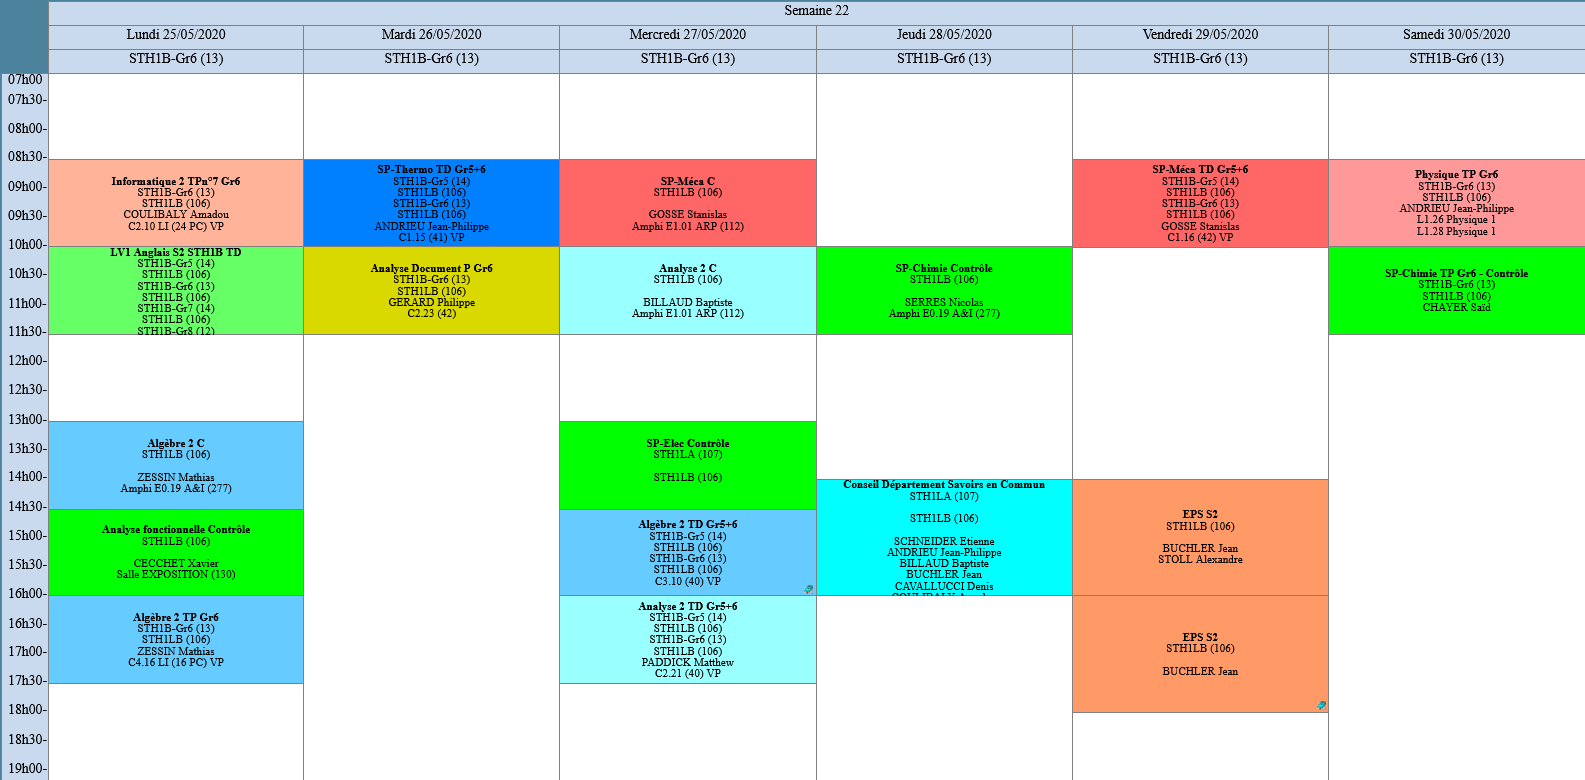 Semaine 22
Lundi 25/05/2020
Mardi 26/05/2020
Mercredi 27/05/2020
Jeudi 28/05/2020
Vendredi 29/05/2020
Samedi 30/05/2020
STH1B-Gr6 (13)
STH1B-Gr6 (13)
STH1B-Gr6 (13)
STH1B-Gr6 (13)
STH1B-Gr6 (13)
STH1B-Gr6 (13)
07h00
07h30-
08h00-
08h30-
09h00-
09h30-
10h00-
10h30-
11h00-
11h30-
12h00-
12h30-
13h00-
13h30-
14h00-
14h30-
15h00-
15h30-
16h00-
16h30-
17h00-
17h30-
18h00-
18h30-
19h00-
Informatique 2 TPn°7 Gr6
STH1B-Gr6 (13)
STH1LB (106)
COULIBALY Amadou
C2.10 LI (24 PC) VP
LV1 Anglais S2 STH1B TD
STH1B-Gr5 (14)
STH1LB (106)
STH1B-Gr6 (13)
STH1LB (106)
STH1B-Gr7 (14)
STH1LB (106)
STH1B-Gr8 (12)
Algèbre 2 C
STH1LB (106)
ZESSIN Mathias
Amphi E0.19 A&I (277)
Analyse fonctionnelle Contrôle
STH1LB (106)
CECCHET Xavier
Salle EXPOSITION (130)
Algèbre 2 TP Gr6
STH1B-Gr6 (13)
STH1LB (106)
ZESSIN Mathias
C4.16 LI (16 PC) VP
SP-Thermo TD Gr5+6
STH1B-Gr5 (14)
STH1LB (106)
STH1B-Gr6 (13)
STH1LB (106)
ANDRIEU Jean-Philippe
C1.15 (41) VP
Analyse Document P Gr6
STH1B-Gr6 (13)
STH1LB (106)
GERARD Philippe
C2.23 (42)
SP-Méca C
STH1LB (106)
GOSSE Stanislas
Amphi E1.01 ARP (112)
Analyse 2 C
STH1LB (106)
BILLAUD Baptiste
Amphi E1.01 ARP (112)
SP-Elec Contrôle
STH1LA (107)
STH1LB (106)
Algèbre 2 TD Gr5+6
STH1B-Gr5 (14)
STH1LB (106)
STH1B-Gr6 (13)
STH1LB (106)
C3.10 (40) VP
Analyse 2 TD Gr5+6
STH1B-Gr5 (14)
STH1LB (106)
STH1B-Gr6 (13)
STH1LB (106)
PADDICK Matthew
C2.21 (40) VP
SP-Chimie Contrôle
STH1LB (106)
SERRES Nicolas
Amphi E0.19 A&I (277)
Conseil Département Savoirs en Commun
STH1LA (107)
STH1LB (106)
SCHNEIDER Etienne
ANDRIEU Jean-Philippe
BILLAUD Baptiste
BUCHLER Jean
CAVALLUCCI Denis
SP-Méca TD Gr5+6
STH1B-Gr5 (14)
STH1LB (106)
STH1B-Gr6 (13)
STH1LB (106)
GOSSE Stanislas
C1.16 (42) VP
EPS S2
STH1LB (106)
BUCHLER Jean
STOLL Alexandre
EPS S2
STH1LB (106)
BUCHLER Jean
Physique TP Gr6
STH1B-Gr6 (13)
STH1LB (106)
ANDRIEU Jean-Philippe
L1.26 Physique 1
L1.28 Physique 1
SP-Chimie TP Gr6 - Contrôle
STH1B-Gr6 (13)
STH1LB (106)
CHAYER Saïd